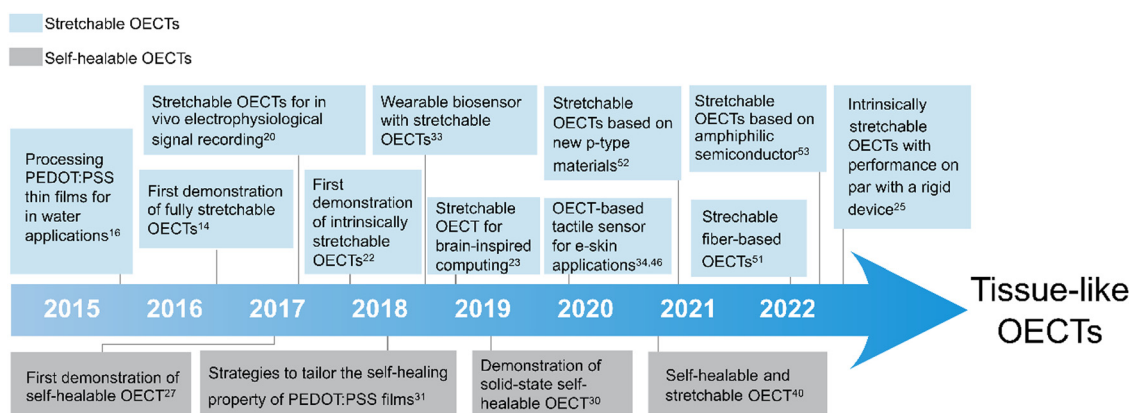 Stretchable OECTs
Self-healable OECTs
Processing
PEDOT:PSS
thin films for
in water
applications16
Stretchable OECTs for in
vivo electrophysiological
signal recording20
First demonstration
of fully stretchable
OECTs14
First
demonstration
of intrinsically
stretchable
OECTs22
Wearable biosensor
with stretchable
OECTs33
Stretchable
OECT for
brain-inspired
computing23
Stretchable
OECTs based on
new p-type
materials52
OECT-based
tactile sensor
for e-skin
applications34,46
Stretchable
OECTs based on
amphiphilic
semiconductor53
Strechable
fiber-based
OECTs51
Intrinsically
stretchable
OECTs with
performance on
par with a rigid
device25
2015 2016 2017 2018 2019 2020 2021 2022
Tissue-like
OECTs
First demonstration of
self-healable OECT27
Strategies to tailor the self-healing
property of PEDOT:PSS films31
Demonstration of
solid-state self-
healable OECT30
Self-healable and
stretchable OECT40